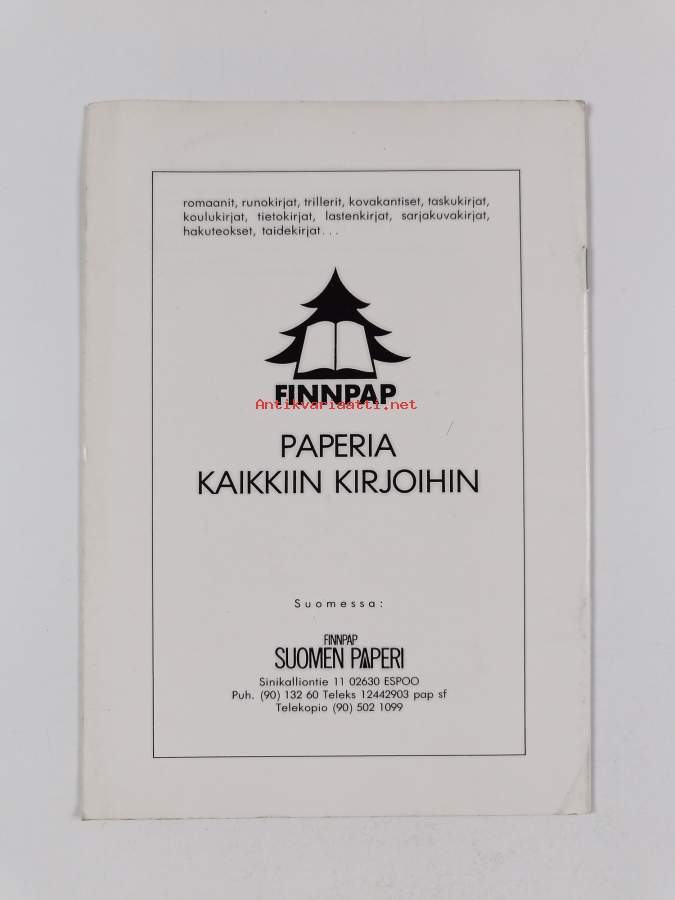 romaanit, runokirjat, trillerit, kovakantiset, taskukirjat,
koulukirjat, tietokirjat, lastenkirjat, sarjakuvakirjat,
hakuteokset, taidekirjat...
FINNPAP
Antikvariaatti.net
PAPERIA
KAIKKIIN KIRJOIHIN
Suomessa:
FINNPAP
SUOMEN PAPERI
Sinikalliontie 11 02630 ESPOO
Puh. (90) 132 60 Teleks 12442903 pap sf
Telekopio (90) 502 1099